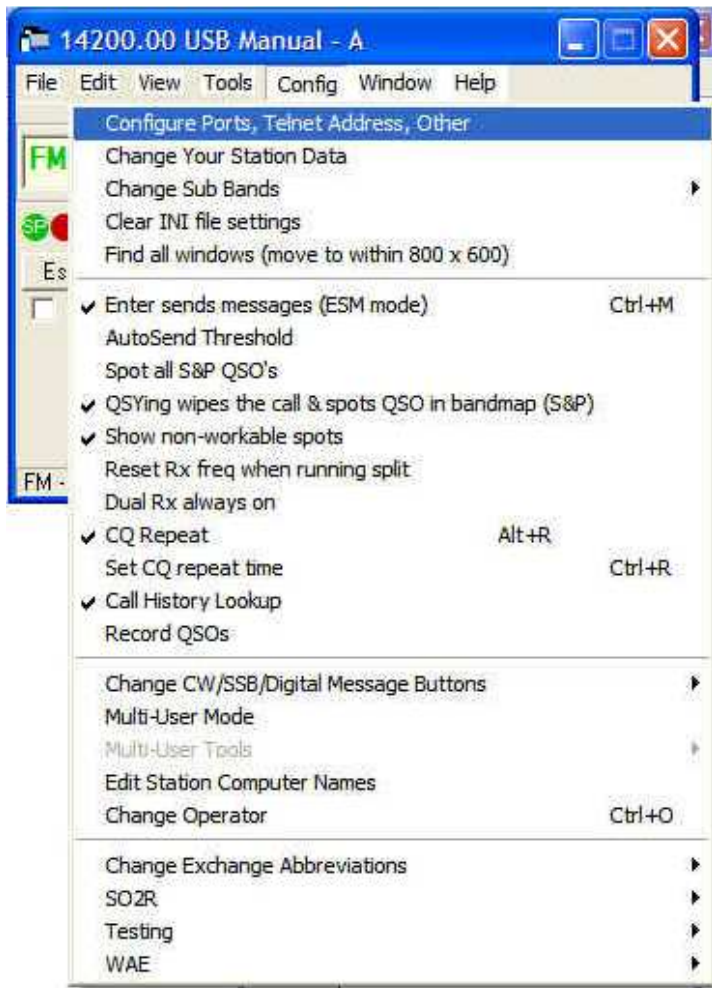 14200.00 USB Manual - A
File Edit View Tools Config Window Help
Configure Ports, Telnet Address, Other
FM
Change Your Station Data
Change Sub Bands
SP
Clear INI file settings
Find all windows (move to within 800 x 600)
Es
Enter sends messages (ESM mode) Ctrl+M
AutoSend Threshold
Spot all S&P QSO's
QSYing wipes the call & spots QSO in bandmap (S&P)
Show non-workable spots
Reset Rx freq when running split
FM -
Dual Rx always on
CQ Repeat Alt+R
Set CQ repeat time Ctrl+R
Call History Lookup
Record QSOs
Change CW/SSB/Digital Message Buttons
Multi-User Mode
Multi-User Tools
Edit Station Computer Names
Change Operator Ctrl+O
Change Exchange Abbreviations
SO2R
Testing
WAE